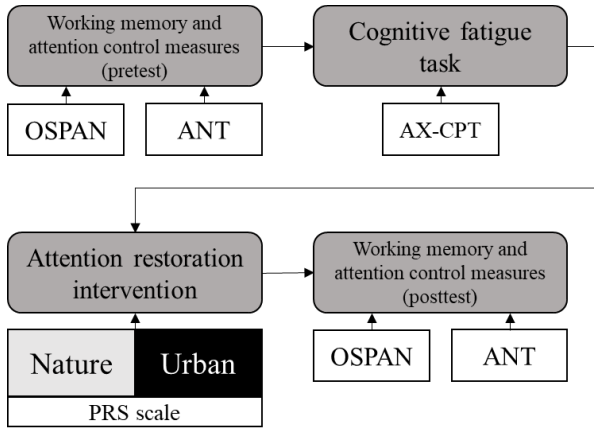 Working memory and
attention control measures
(pretest)
Cognitive fatigue
task
OSPAN
ANT
AX-CPT
Attention restoration
intervention
Working memory and
attention control measures
(posttest)
Nature
Urban
OSPAN
ANT
PRS scale